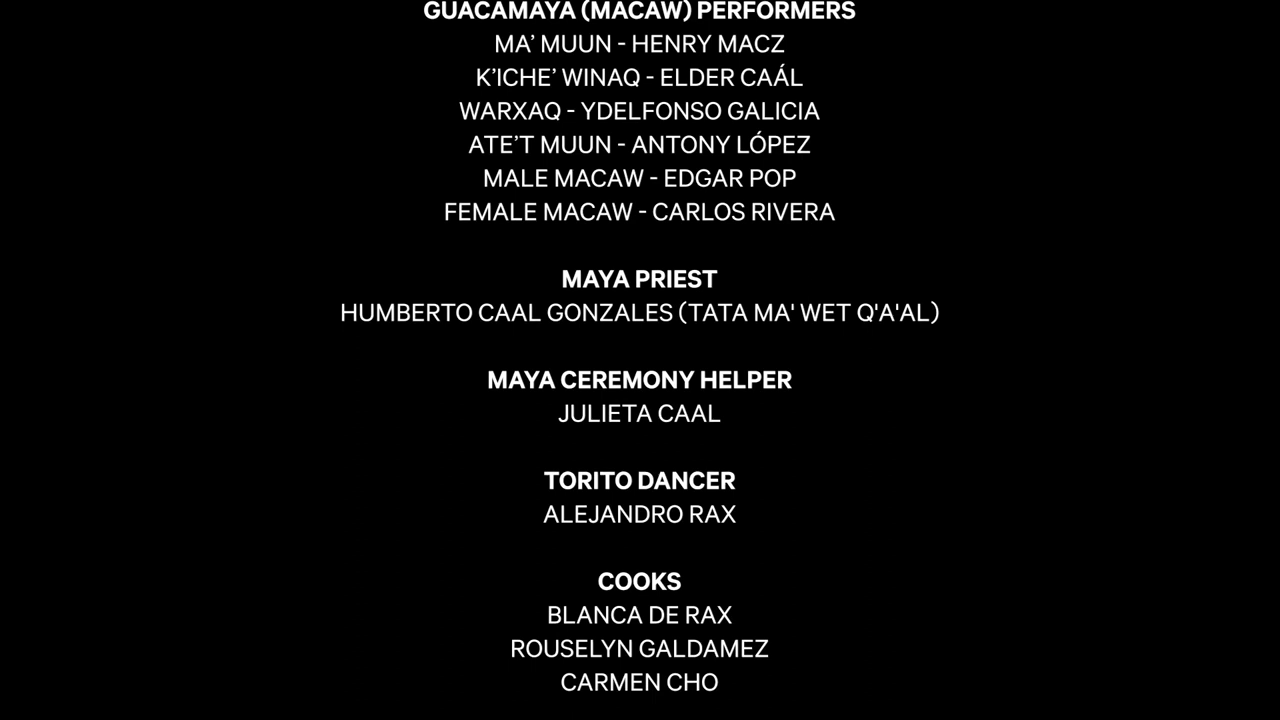 GUACAMAYA (MACAW) PERFORMERS
MA’ MUUN - HENRY MACZ
K’ICHE’ WINAQ - ELDER CAÁL
WARXAQ - YDELFONSO GALICIA
ATE’T MUUN - ANTONY LÓPEZ
MALE MACAW - EDGAR POP
FEMALE MACAW - CARLOS RIVERA
MAYA PRIEST
HUMBERTO CAAL GONZALES (TATA MA' WET Q'A'AL)
MAYA CEREMONY HELPER
JULIETA CAAL
TORITO DANCER
ALEJANDRO RAX
COOKS
BLANCA DE RAX
ROUSELYN GALDAMEZ
CARMEN CHO